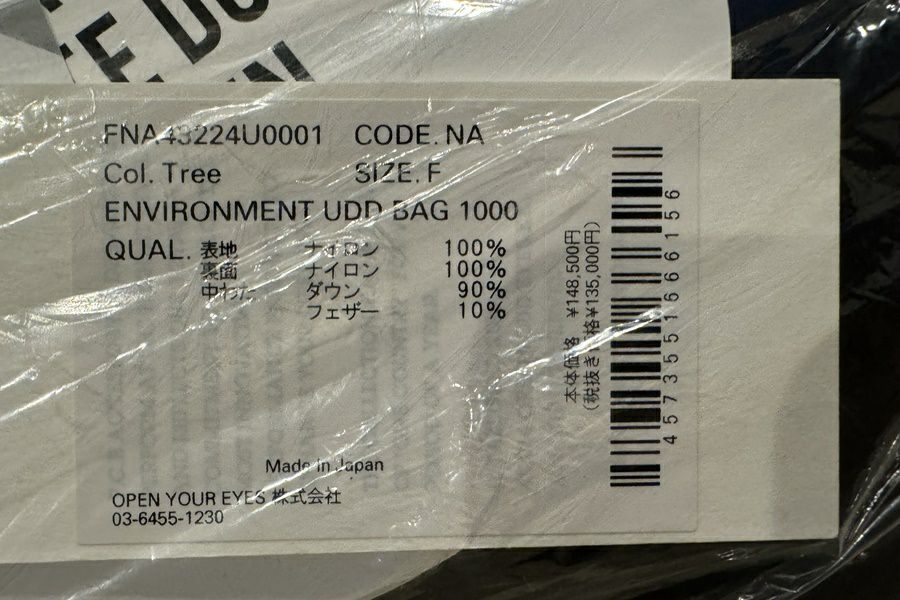 FNA43224U0001 CODE. NA
Col. Tree SIZE. F
ENVIRONMENT UDD BAG 1000
QUAL. 表地 ナイロン 100%
裏面 ナイロン 100%
中わた ダウン 90%
フェザー 10%
Made in Japan
OPEN YOUR EYES 株式会社
03-6455-1230
本体価格 ¥148,500円
(税抜き価格¥135,000円)
4573551666156